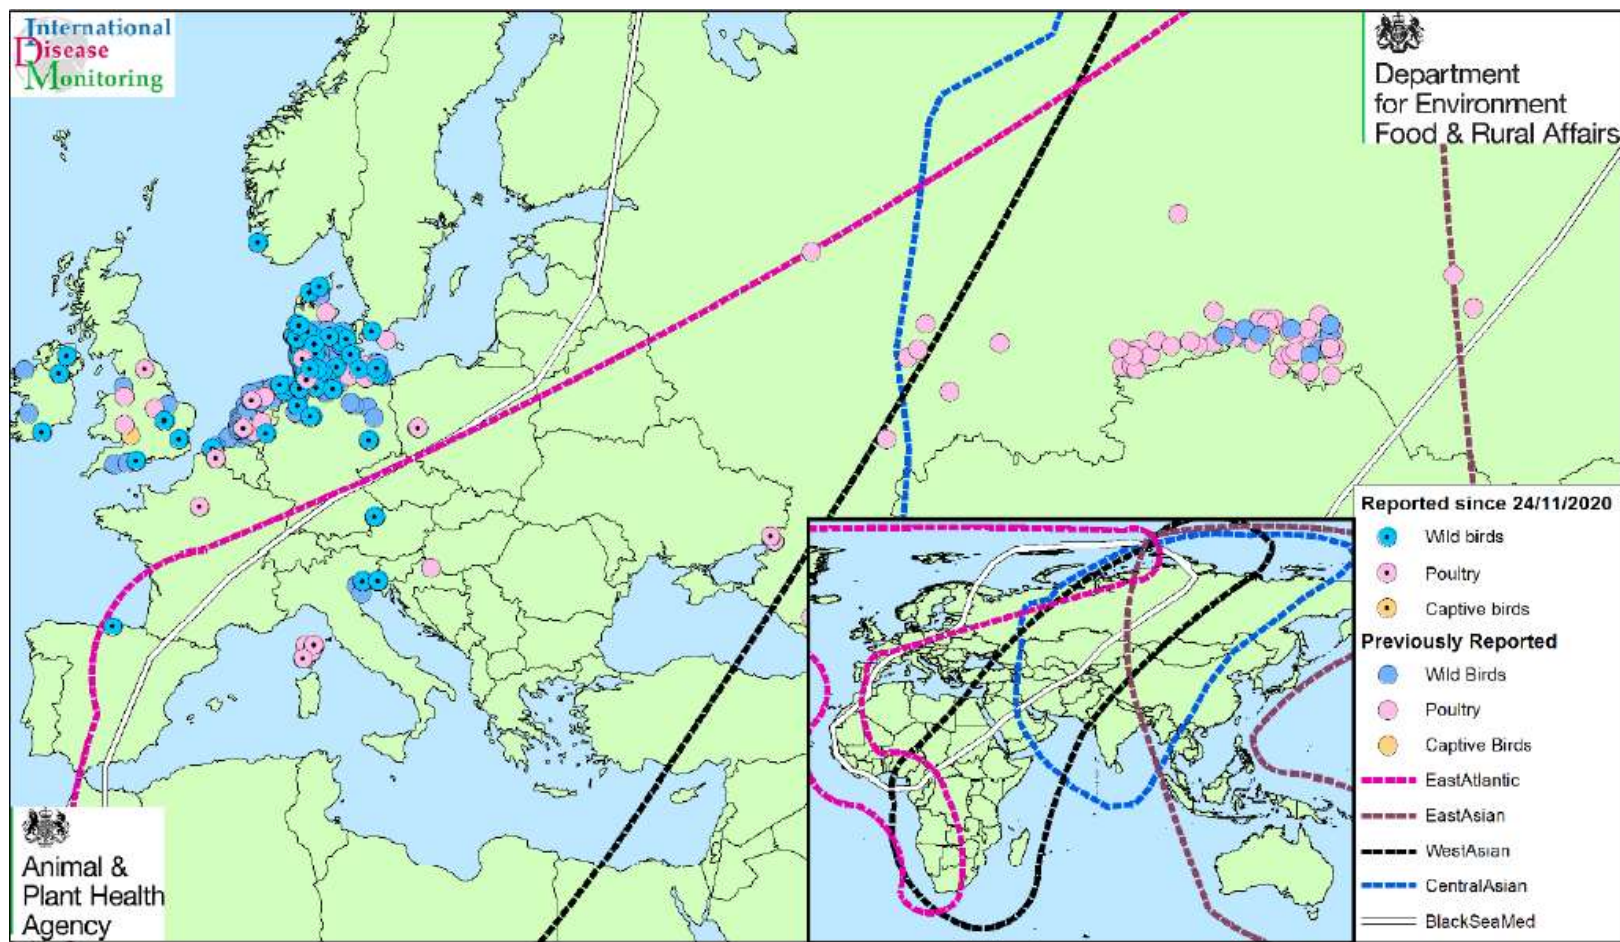 International
Disease
Monitoring
Department
for Environment
Food & Rural Affairs
Reported since 24/11/2020
Wild birds
Poultry
Captive birds
Previously Reported
Wild Birds
Poultry
Captive Birds
EastAtlantic
EastAsian
WestAsian
CentralAsian
BlackSeaMed
Animal &
Plant Health
Agency